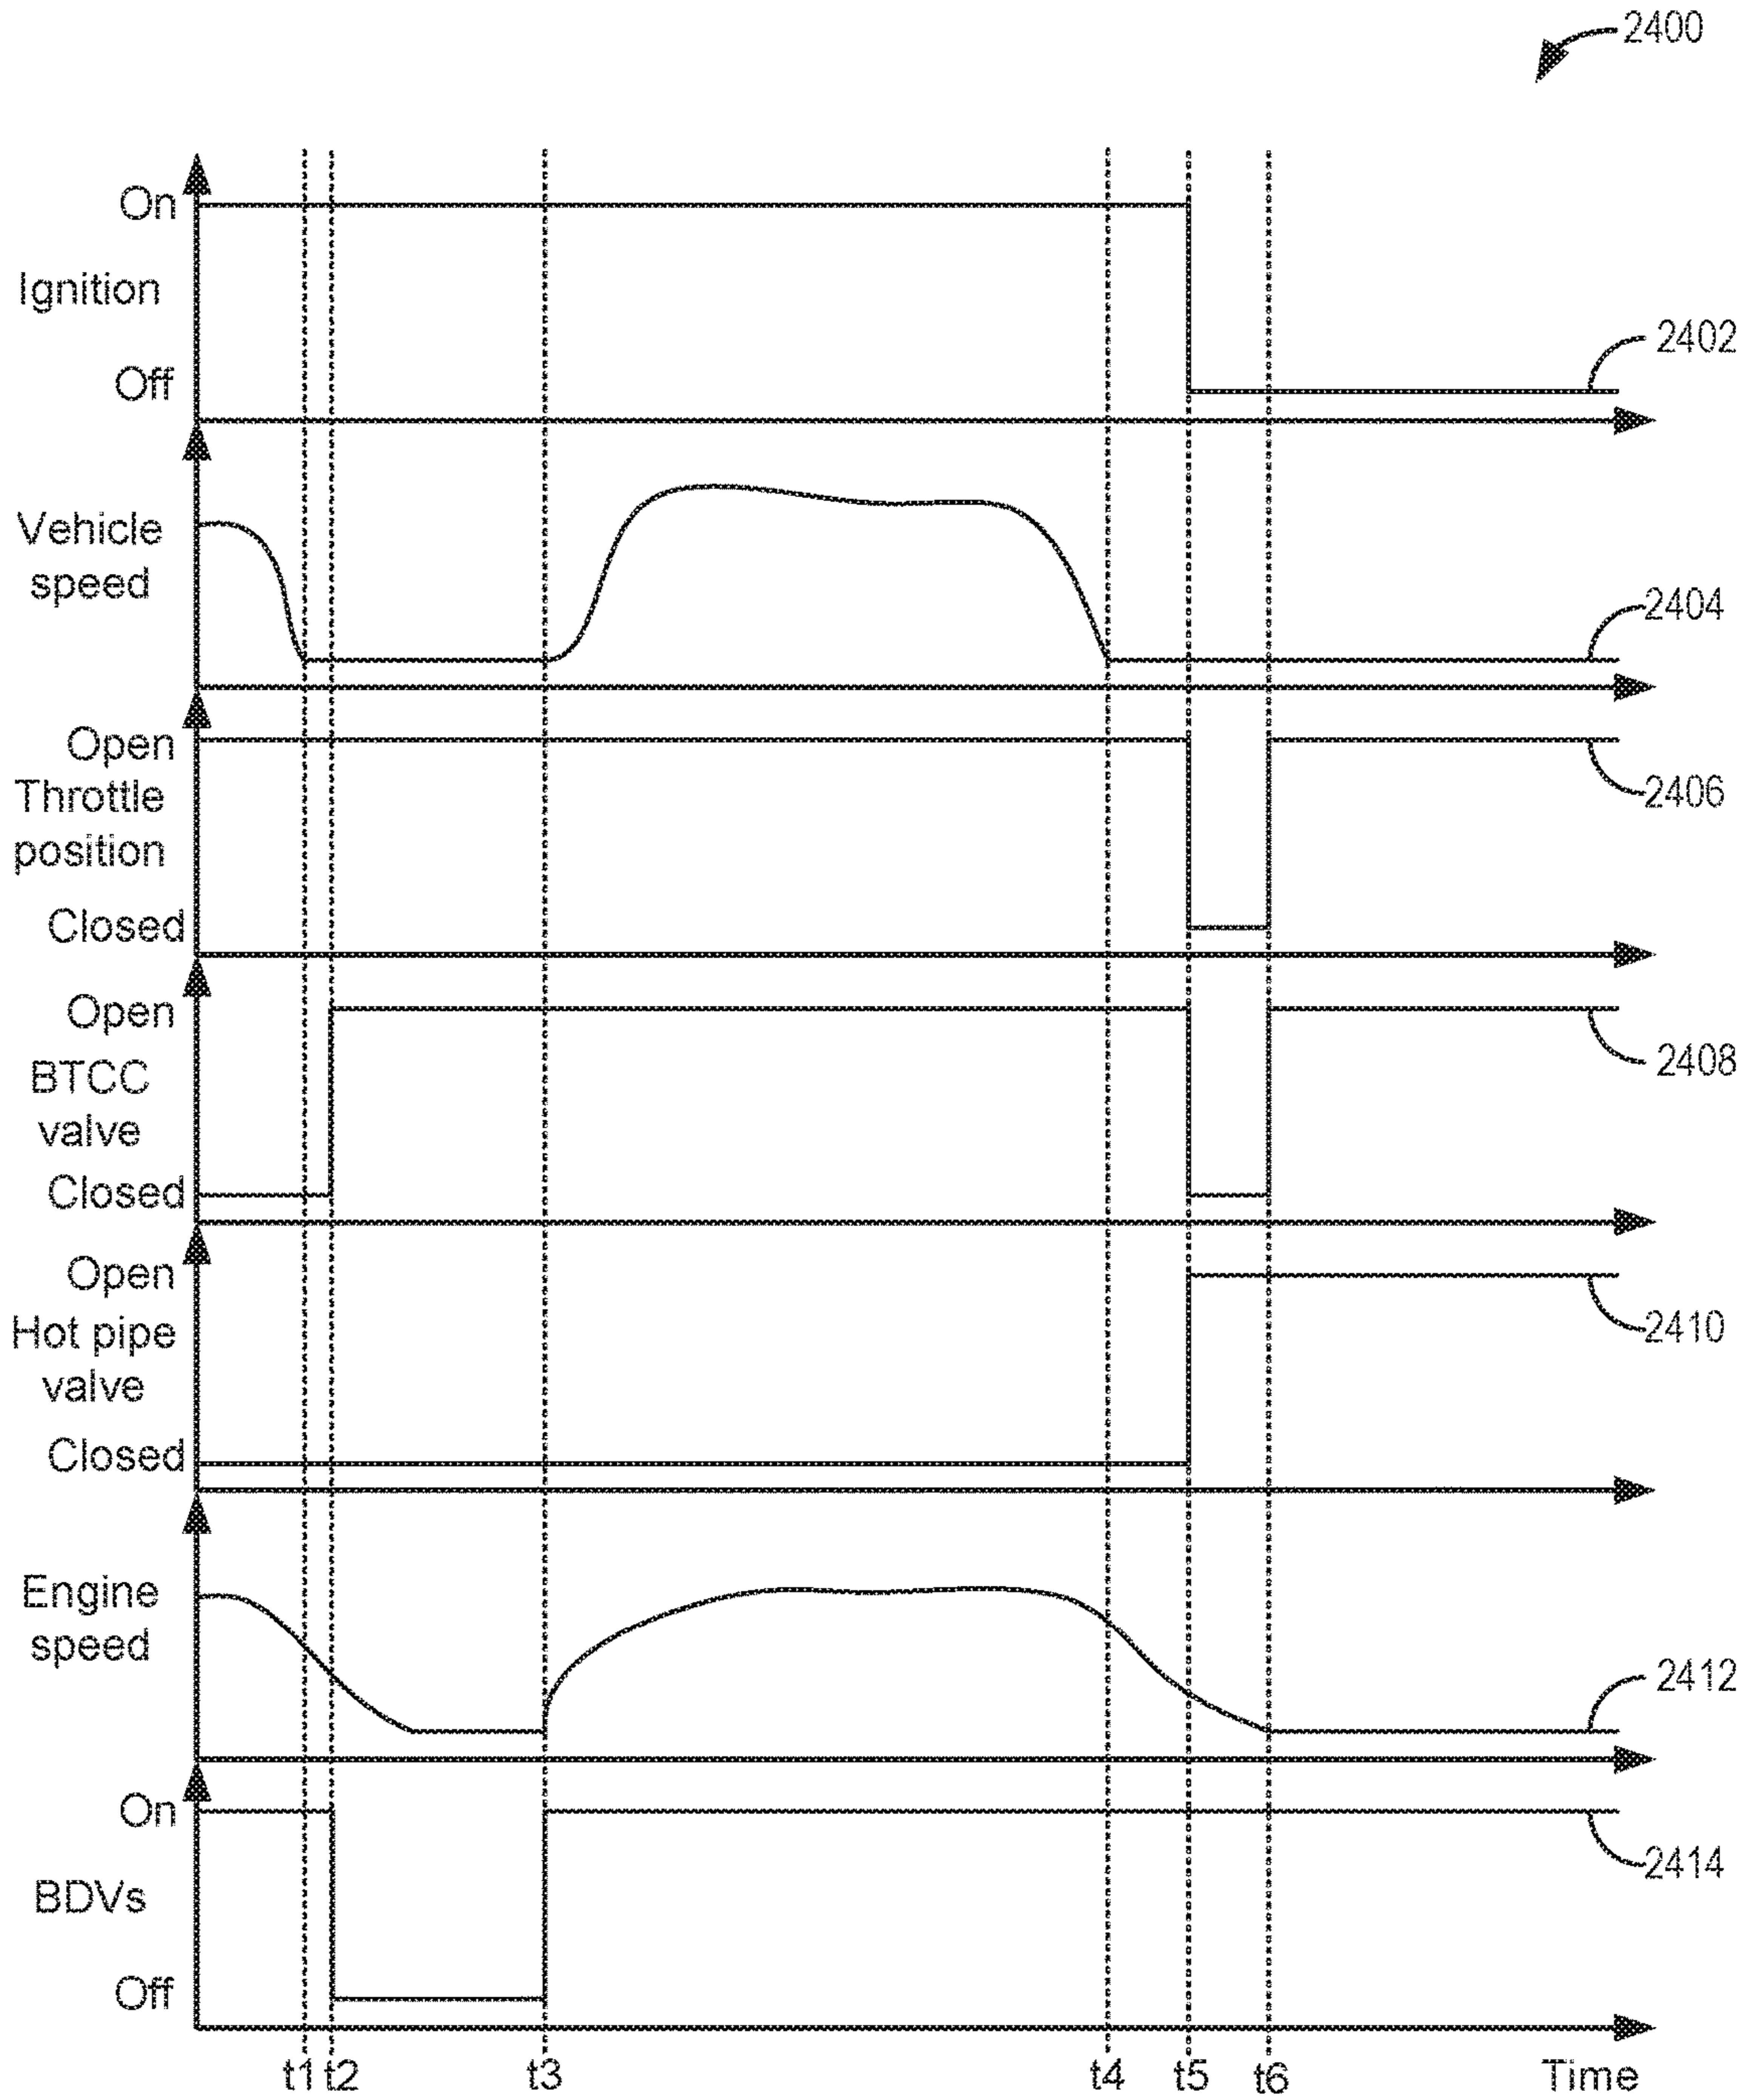 2400
On
Ignition
Off
2402
Vehicle
speed
2404
Open
Throttle
position
Closed
2406
Open
BTCC
valve
Closed
2408
Open
Hot pipe
valve
Closed
2410
Engine
speed
2412
On
BDVs
Off
2414
t1 t2 t3 t4 t5 t6 Time